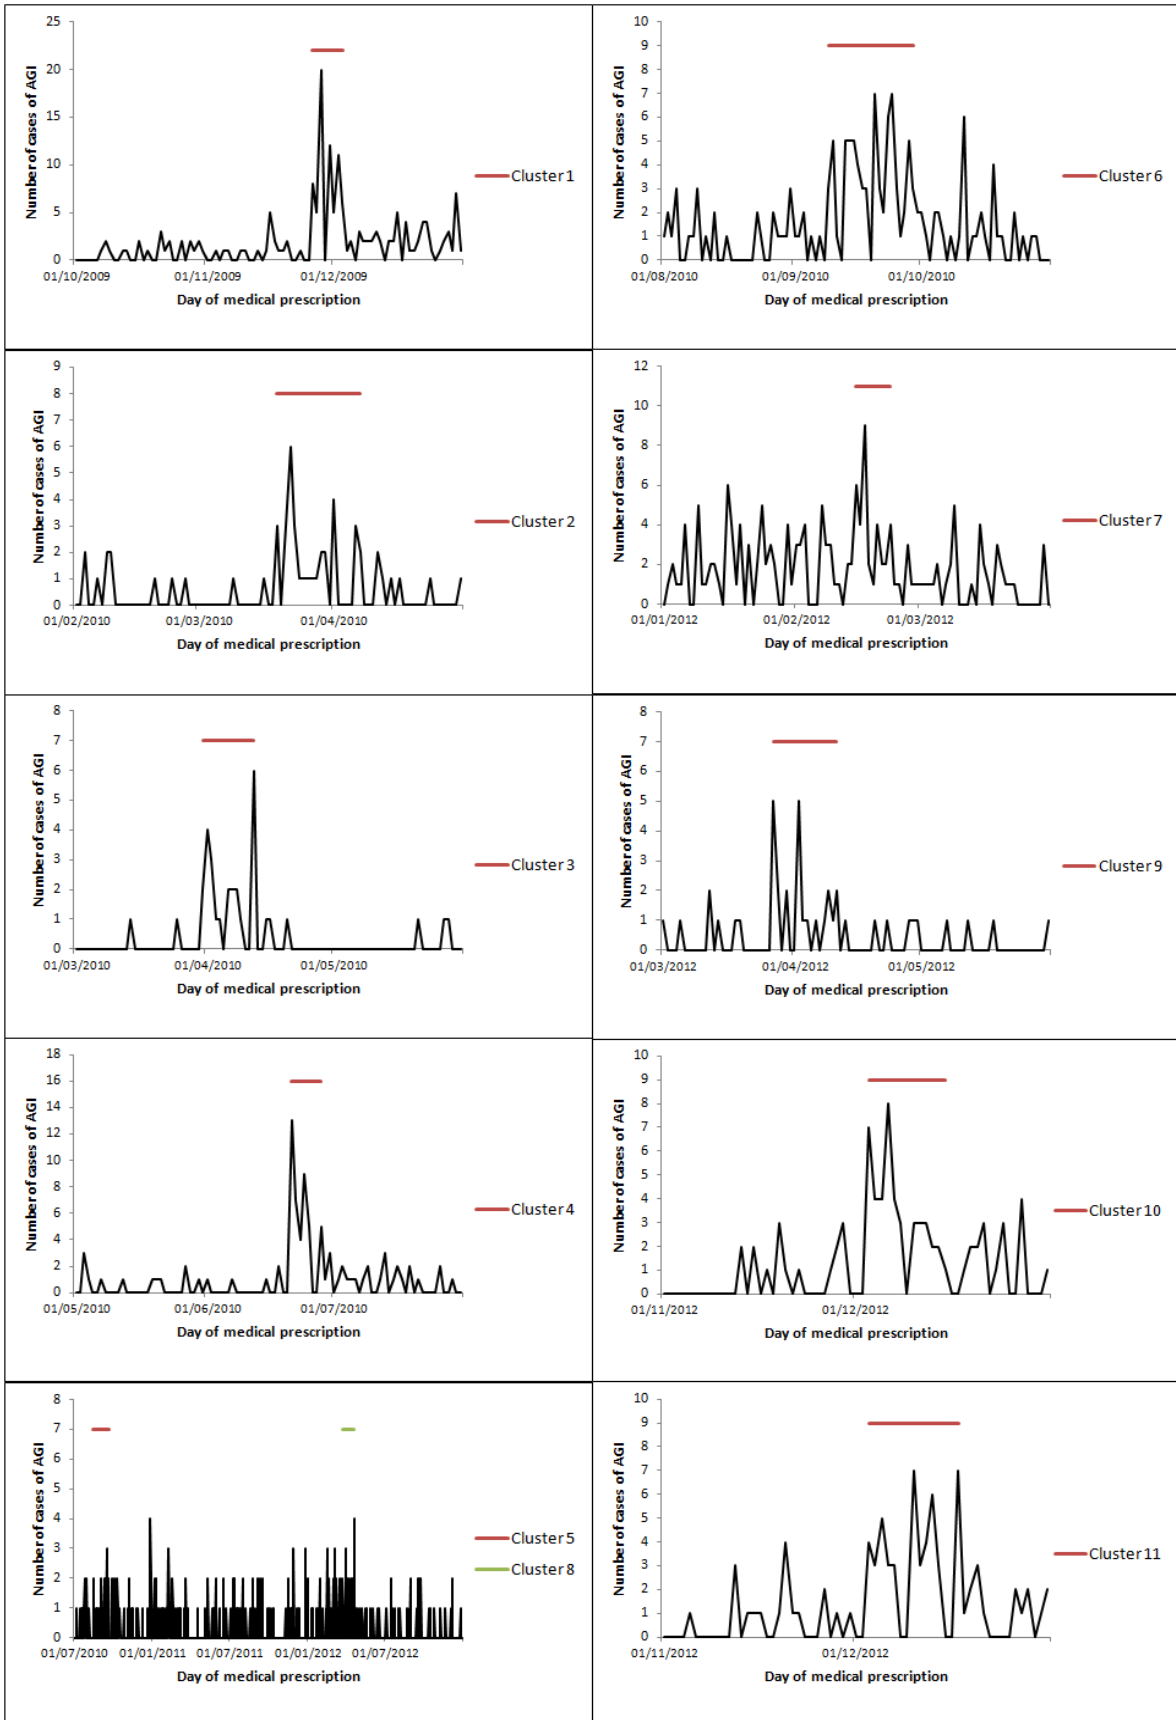 25
20
15
10
5
0
Number of cases of AGI
01/10/2009 01/11/2009 01/12/2009
Day of medical prescription
Cluster 1
10
9
8
7
6
5
4
3
2
1
0
Number of cases of AGI
01/08/2010 01/09/2010 01/10/2010
Day of medical prescription
Cluster 6
9
8
7
6
5
4
3
2
1
0
Number of cases of AGI
01/02/2010 01/03/2010 01/04/2010
Day of medical prescription
Cluster 2
12
10
8
6
4
2
0
Number of cases of AGI
01/01/2012 01/02/2012 01/03/2012
Day of medical prescription
Cluster 7
8
7
6
5
4
3
2
1
0
Number of cases of AGI
01/03/2010 01/04/2010 01/05/2010
Day of medical prescription
Cluster 3
8
7
6
5
4
3
2
1
0
Number of cases of AGI
01/03/2012 01/04/2012 01/05/2012
Day of medical prescription
Cluster 9
18
16
14
12
10
8
6
4
2
0
Number of cases of AGI
01/05/2010 01/06/2010 01/07/2010
Day of medical prescription
Cluster 4
10
9
8
7
6
5
4
3
2
1
0
Number of cases of AGI
01/11/2012 01/12/2012
Day of medical prescription
Cluster 10
8
7
6
5
4
3
2
1
0
Number of cases of AGI
01/07/2010 01/01/2011 01/07/2011 01/01/2012 01/07/2012
Day of medical prescription
Cluster 5
Cluster 8
10
9
8
7
6
5
4
3
2
1
0
Number of cases of AGI
01/11/2012 01/12/2012
Day of medical prescription
Cluster 11